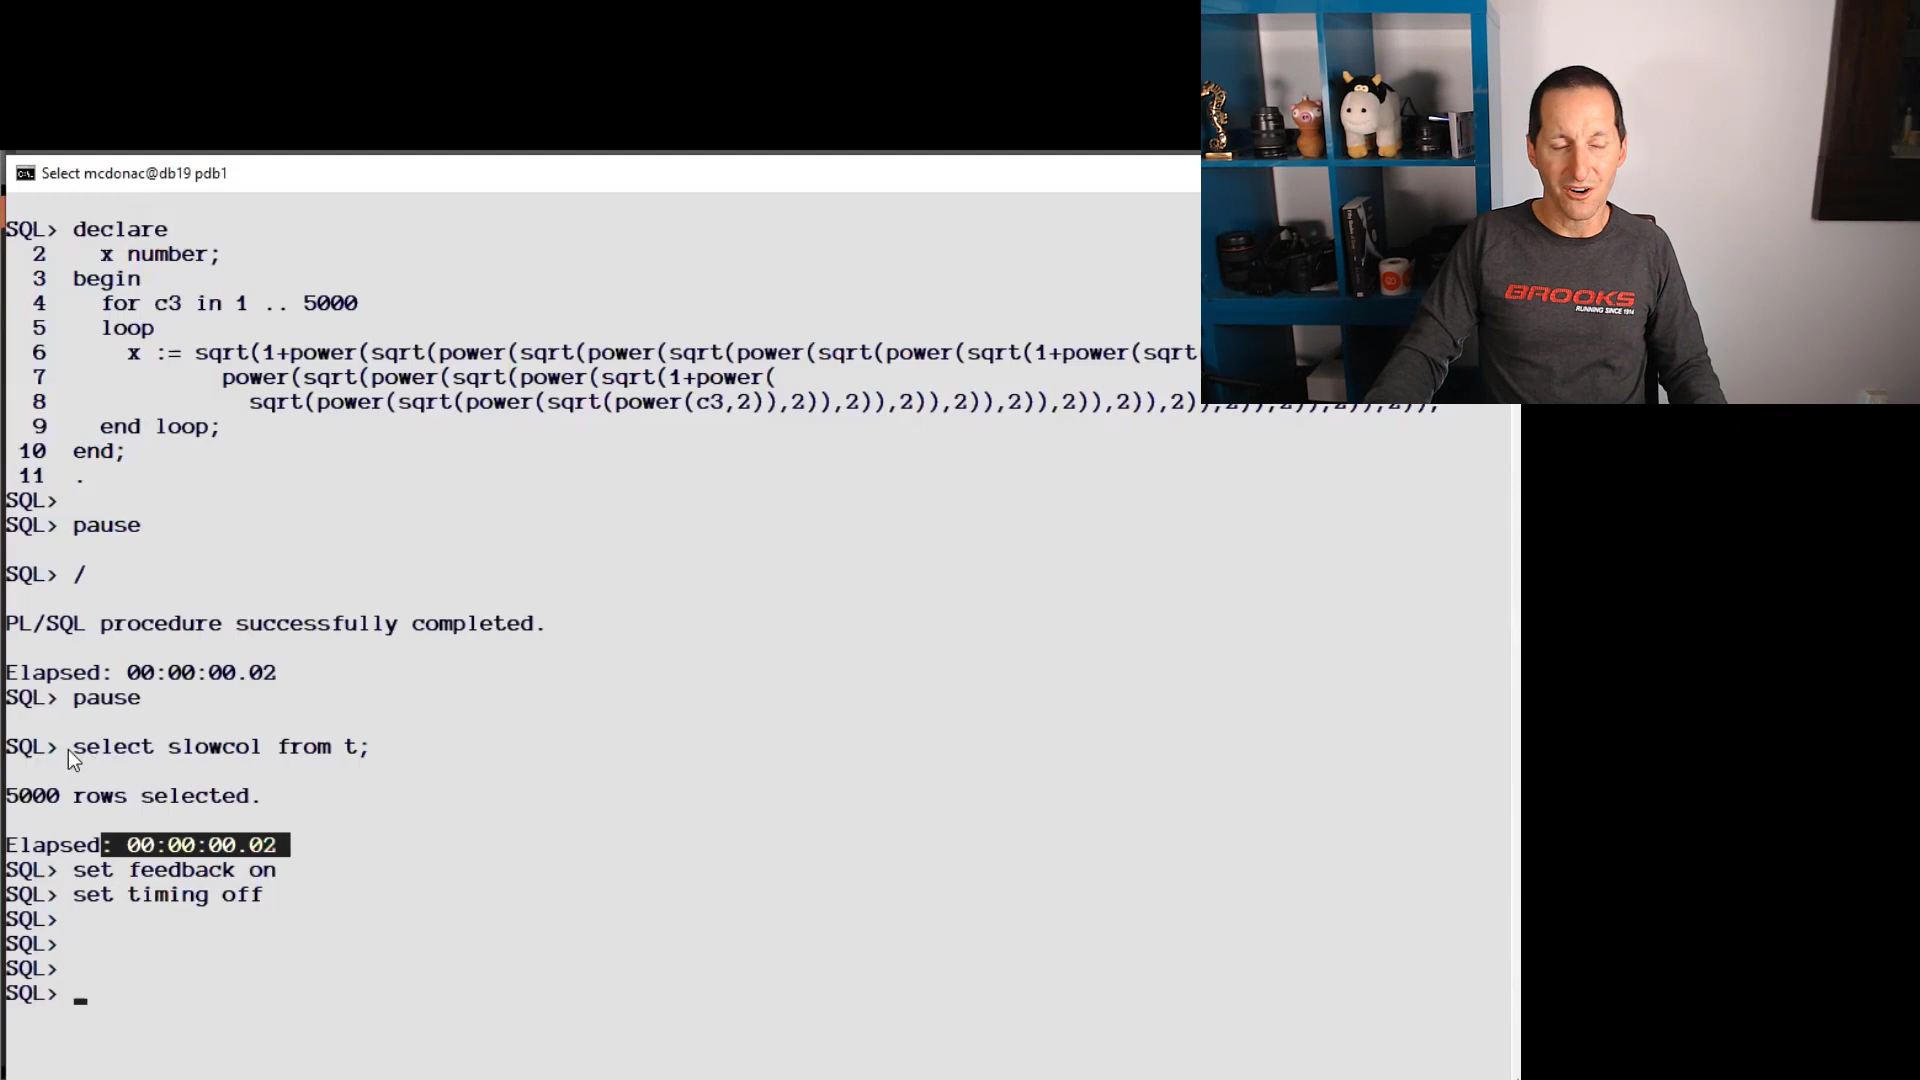 Select mcdonac@db19 pdb1
SQL> declare
2 x number;
3 begin
4 for c3 in 1 .. 5000
5 loop
6 x := sqrt(1+power(sqrt(power(sqrt(power(sqrt(power(sqrt(power(sqrt(1+power(sqrt
7 power(sqrt(power(sqrt(power(sqrt(1+power(
8 sqrt(power(sqrt(power(sqrt(power(c3,2)),2)),2)),2)),2)),2)),2)),2)),2)),2)),2)),2)),2)),2));
9 end loop;
10 end;
11 .
SQL>
SQL> pause
SQL> /
PL/SQL procedure successfully completed.
Elapsed: 00:00:00.02
SQL> pause
SQL> select slowcol from t;
5000 rows selected.
Elapsed: 00:00:00.02
SQL> set feedback on
SQL> set timing off
SQL>
SQL>
SQL>
SQL>
BROOKS
RUNNING SINCE 1914